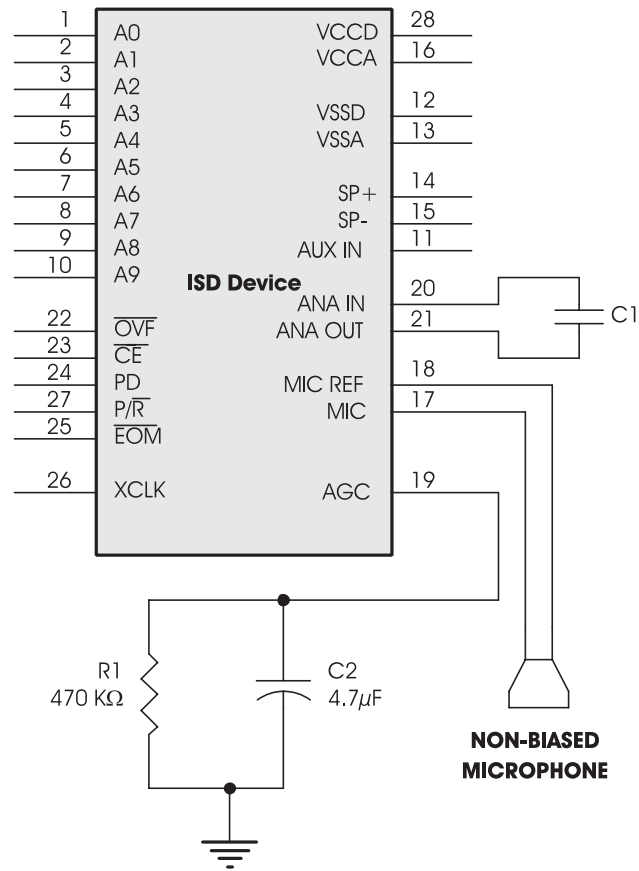 1 A0
2 A1
3 A2
4 A3
5 A4
6 A5
7 A6
8 A7
9 A8
10 A9
22 OVF
23 CE
24 PD
27 P/R
25 EOM
26 XCLK
ISD Device
VCCD 28
VCCA 16
VSSD 12
VSSA 13
SP+ 14
SP- 15
AUX IN 11
ANA IN 20
ANA OUT 21
C1
MIC REF 18
MIC 17
AGC 19
R1
470 KΩ
C2
4.7µF
NON-BIASED
MICROPHONE